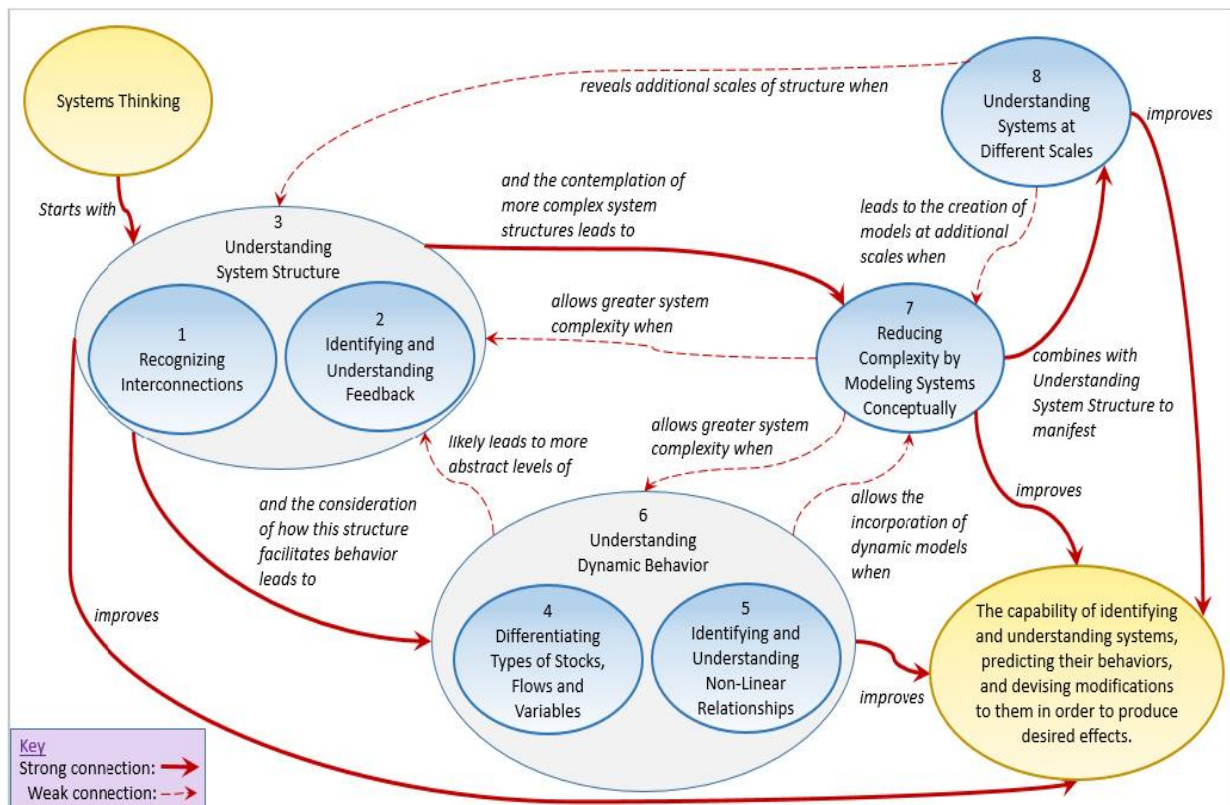 Systems Thinking
Starts with
reveals additional scales of structure when
8
Understanding
Systems at
Different Scales
improves
and the contemplation of
more complex system
structures leads to
leads to the creation of
models at additional
scales when
3
Understanding
System Structure
1
Recognizing
Interconnections
2
Identifying and
Understanding
Feedback
allows greater system
complexity when
7
Reducing
Complexity by
Modeling Systems
Conceptually
combines with
Understanding
System Structure to
manifest
likely leads to more
abstract levels of
allows greater system
complexity when
improves
and the consideration
of how this structure
facilitates behavior
leads to
allows the
incorporation of
dynamic models
when
6
Understanding
Dynamic Behavior
4
Differentiating
Types of Stocks,
Flows and
Variables
5
Identifying and
Understanding
Non-Linear
Relationships
improves
improves
The capability of identifying
and understanding systems,
predicting their behaviors,
and devising modifications
to them in order to produce
desired effects.
Key
Strong connection:
Weak connection: